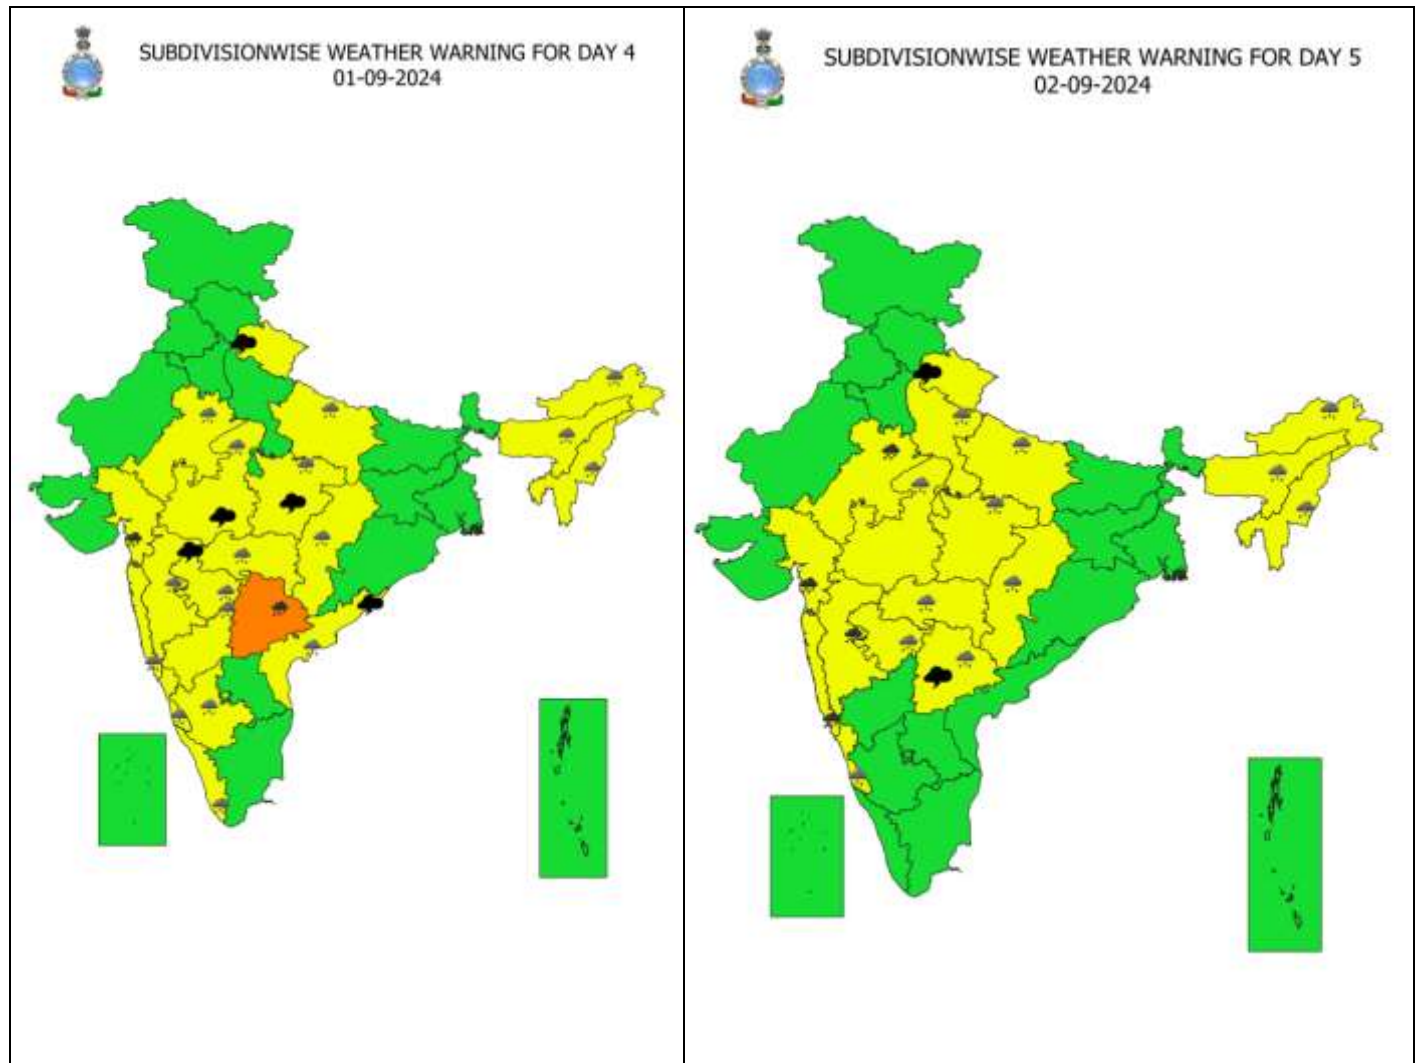 SUBDIVISIONWISE WEATHER WARNING FOR DAY 4
01-09-2024
SUBDIVISIONWISE WEATHER WARNING FOR DAY 5
02-09-2024